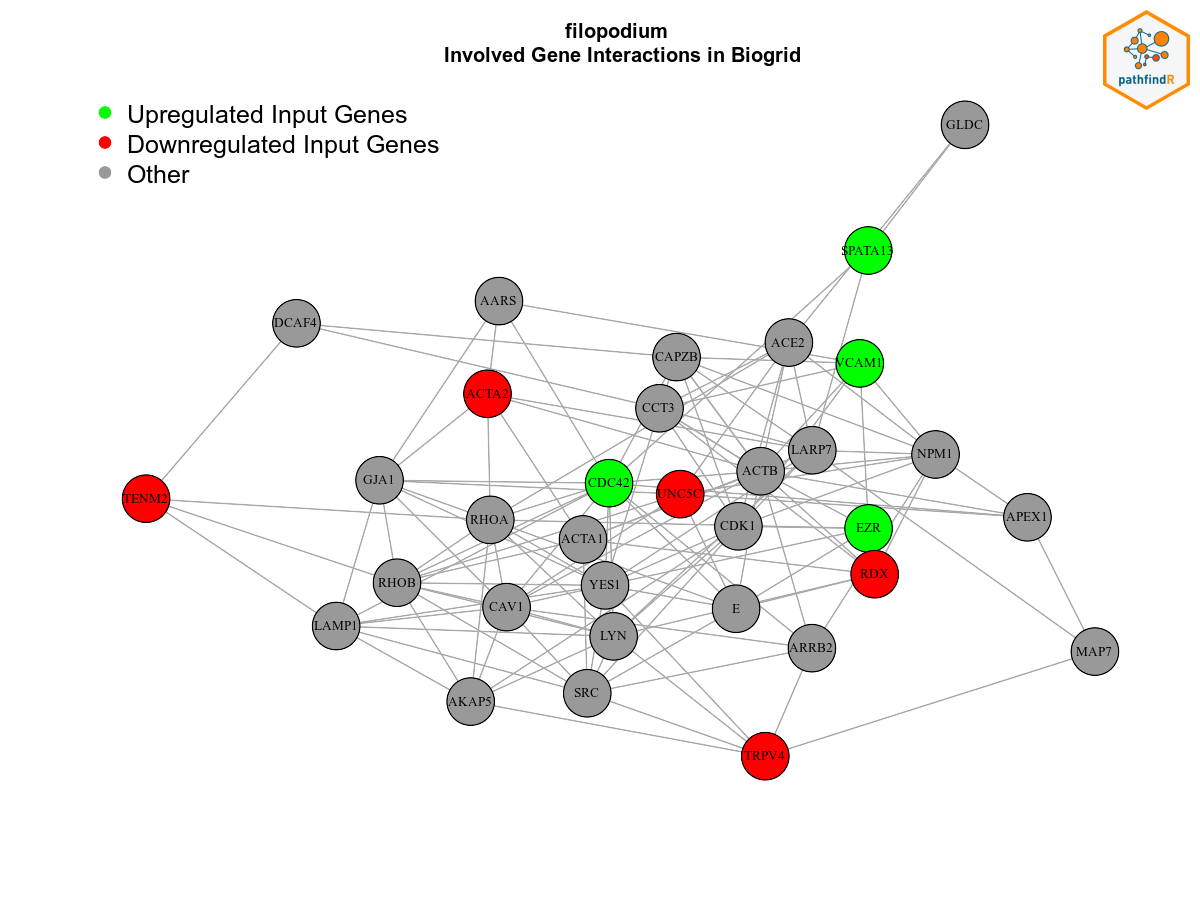 filopodium
Involved Gene Interactions in Biogrid
pathfindR
Upregulated Input Genes
Downregulated Input Genes
Other
GLDC
SPATA13
AARS
DCAF4
ACE2
CAPZB
VCAM1
ACTA2
CCT3
LARP7
NPM1
ACTB
GJA1
CDC42
UNC5C
TENM2
APEX1
RHOA
CDK1
EZR
ACTA1
RDX
RHOB
YES1
CAV1
E
LAMP1
LYN
ARRB2
MAP7
SRC
AKAP5
TRPV4